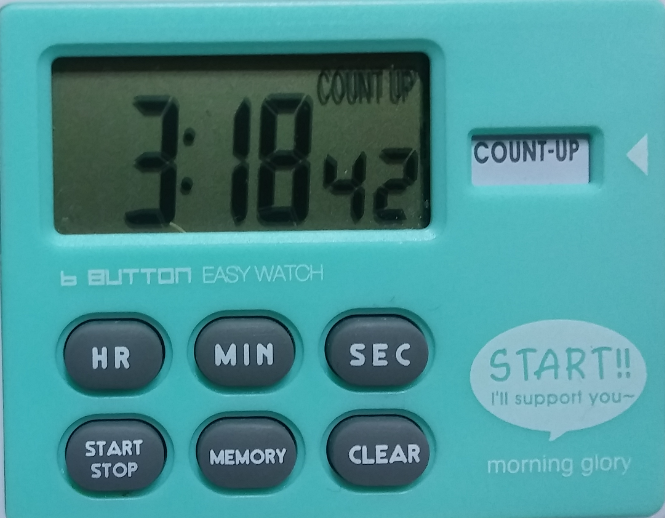 COUNT UP
3:18 42
COUNT-UP
6 BUTTON EASY WATCH
HR MIN SEC
START STOP MEMORY CLEAR
START!!
I'll support you~
morning glory